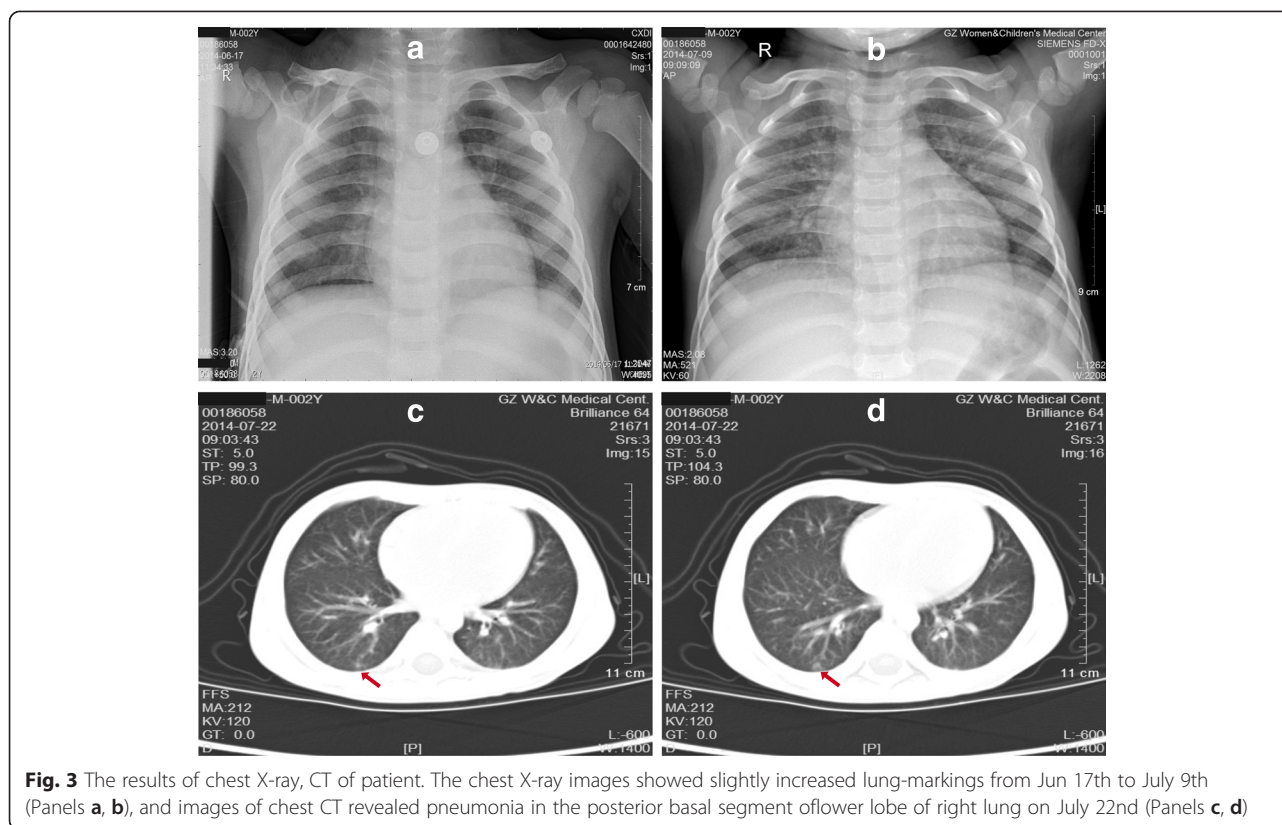 -M-002Y
00186058
2014-06-17
11:34:33
R
a
CXDI
0001642480
Srs:1
Img:1
7 cm
MAS:3.20
-M-002Y
00186058
2014-07-09
09:09:09
AP
R
b
GZ Women&Children's Medical Center
SIEMENS FD-X
0001001
Srs:1
Img:1
[L]
9 cm
MAS:2.08
MA:521
KV:60
[P]
L:1262
W:2208
-M-002Y
00186058
2014-07-22
09:03:43
ST: 5.0
TP: 99.3
SP: 80.0
c
GZ W&C Medical Cent.
Brilliance 64
21671
Srs:3
Img:15
[L]
11 cm
FFS
MA:212
KV:120
GT: 0.0
D
[P]
L:-600
W:1400
-M-002Y
00186058
2014-07-22
09:03:43
ST: 5.0
TP:104.3
SP: 80.0
d
GZ W&C Medical Cent.
Brilliance 64
21671
Srs:3
Img:16
[L]
11 cm
FFS
MA:212
KV:120
GT: 0.0
D
[P]
L:-600
W:1400
Fig. 3 The results of chest X-ray, CT of patient. The chest X-ray images showed slightly increased lung-markings from Jun 17th to July 9th
(Panels a, b), and images of chest CT revealed pneumonia in the posterior basal segment oflower lobe of right lung on July 22nd (Panels c, d)